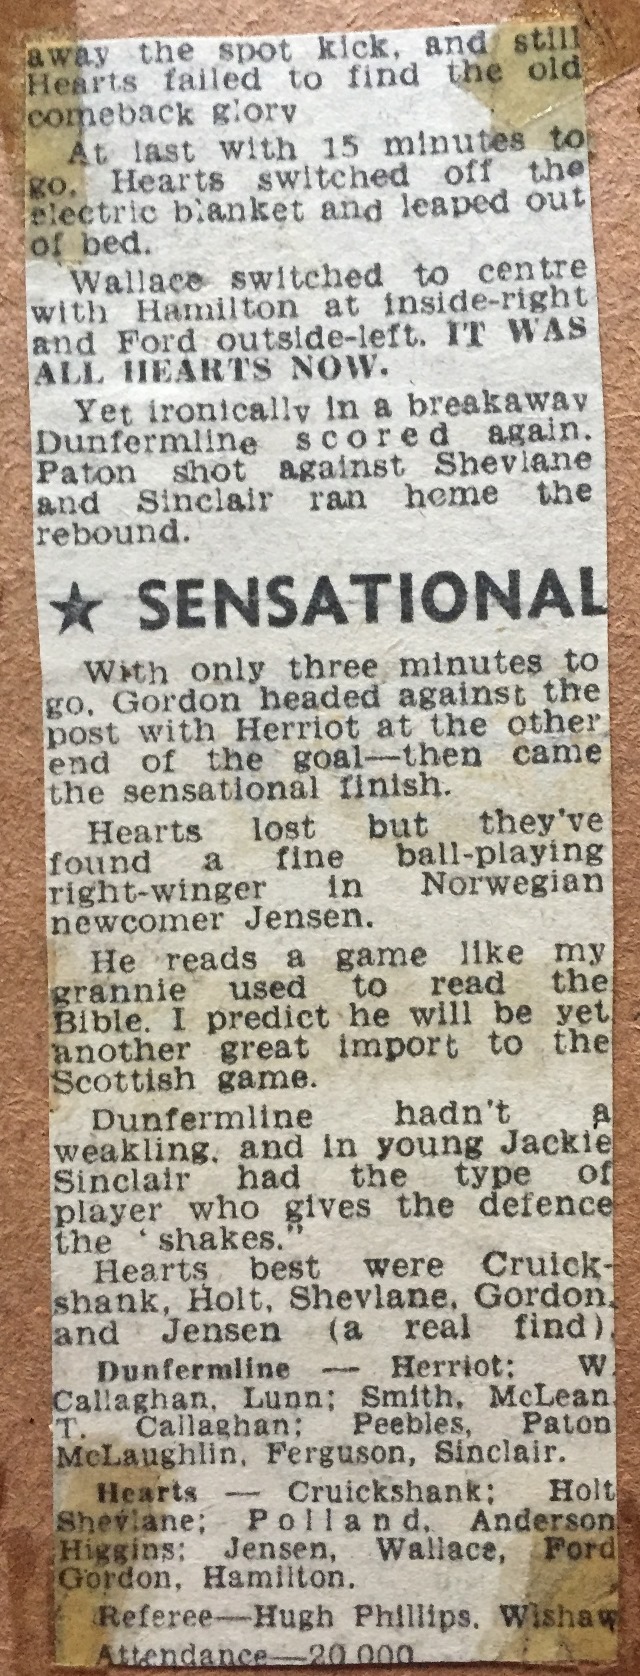 away the spot kick, and still
Hearts failed to find the old
comeback glory
At last with 15 minutes to
go, Hearts switched off the
electric blanket and leaped out
of bed.
Wallace switched to centre
with Hamilton at inside-right
and Ford outside-left. IT WAS
ALL HEARTS NOW.
Yet ironically in a breakaway
Dunfermline scored again.
Paton shot against Shevlane
and Sinclair ran home the
rebound.
★ SENSATIONAL
With only three minutes to
go, Gordon headed against the
post with Herriot at the other
end of the goal—then came
the sensational finish.
Hearts lost but they've
found a fine ball-playing
right-winger in Norwegian
newcomer Jensen.
He reads a game like my
grannie used to read the
Bible. I predict he will be yet
another great import to the
Scottish game.
Dunfermline hadn't a
weakling, and in young Jackie
Sinclair had the type of
player who gives the defence
the ‘shakes."
Hearts best were Cruick-
shank, Holt, Shevlane, Gordon,
and Jensen (a real find).
Dunfermline — Herriot; W
Callaghan, Lunn; Smith, McLean
T. Callaghan; Peebles, Paton
McLaughlin, Ferguson, Sinclair.
Hearts — Cruickshank; Holt
Shevlane; Polland, Anderson
Higgins; Jensen, Wallace, Ford
Gordon, Hamilton.
Referee—Hugh Phillips, Wishaw
Attendance—20,000